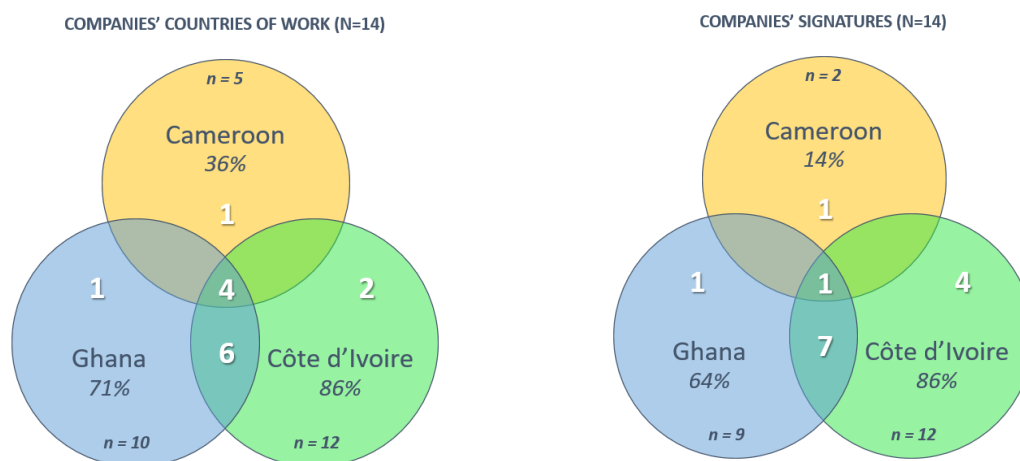 COMPANIES' COUNTRIES OF WORK (N=14)
n = 5
Cameroon
36%
1
1
4
2
6
Ghana
71%
Côte d'Ivoire
86%
n = 10
n = 12
COMPANIES' SIGNATURES (N=14)
n = 2
Cameroon
14%
1
1
1
4
7
Ghana
64%
Côte d'Ivoire
86%
n = 9
n = 12